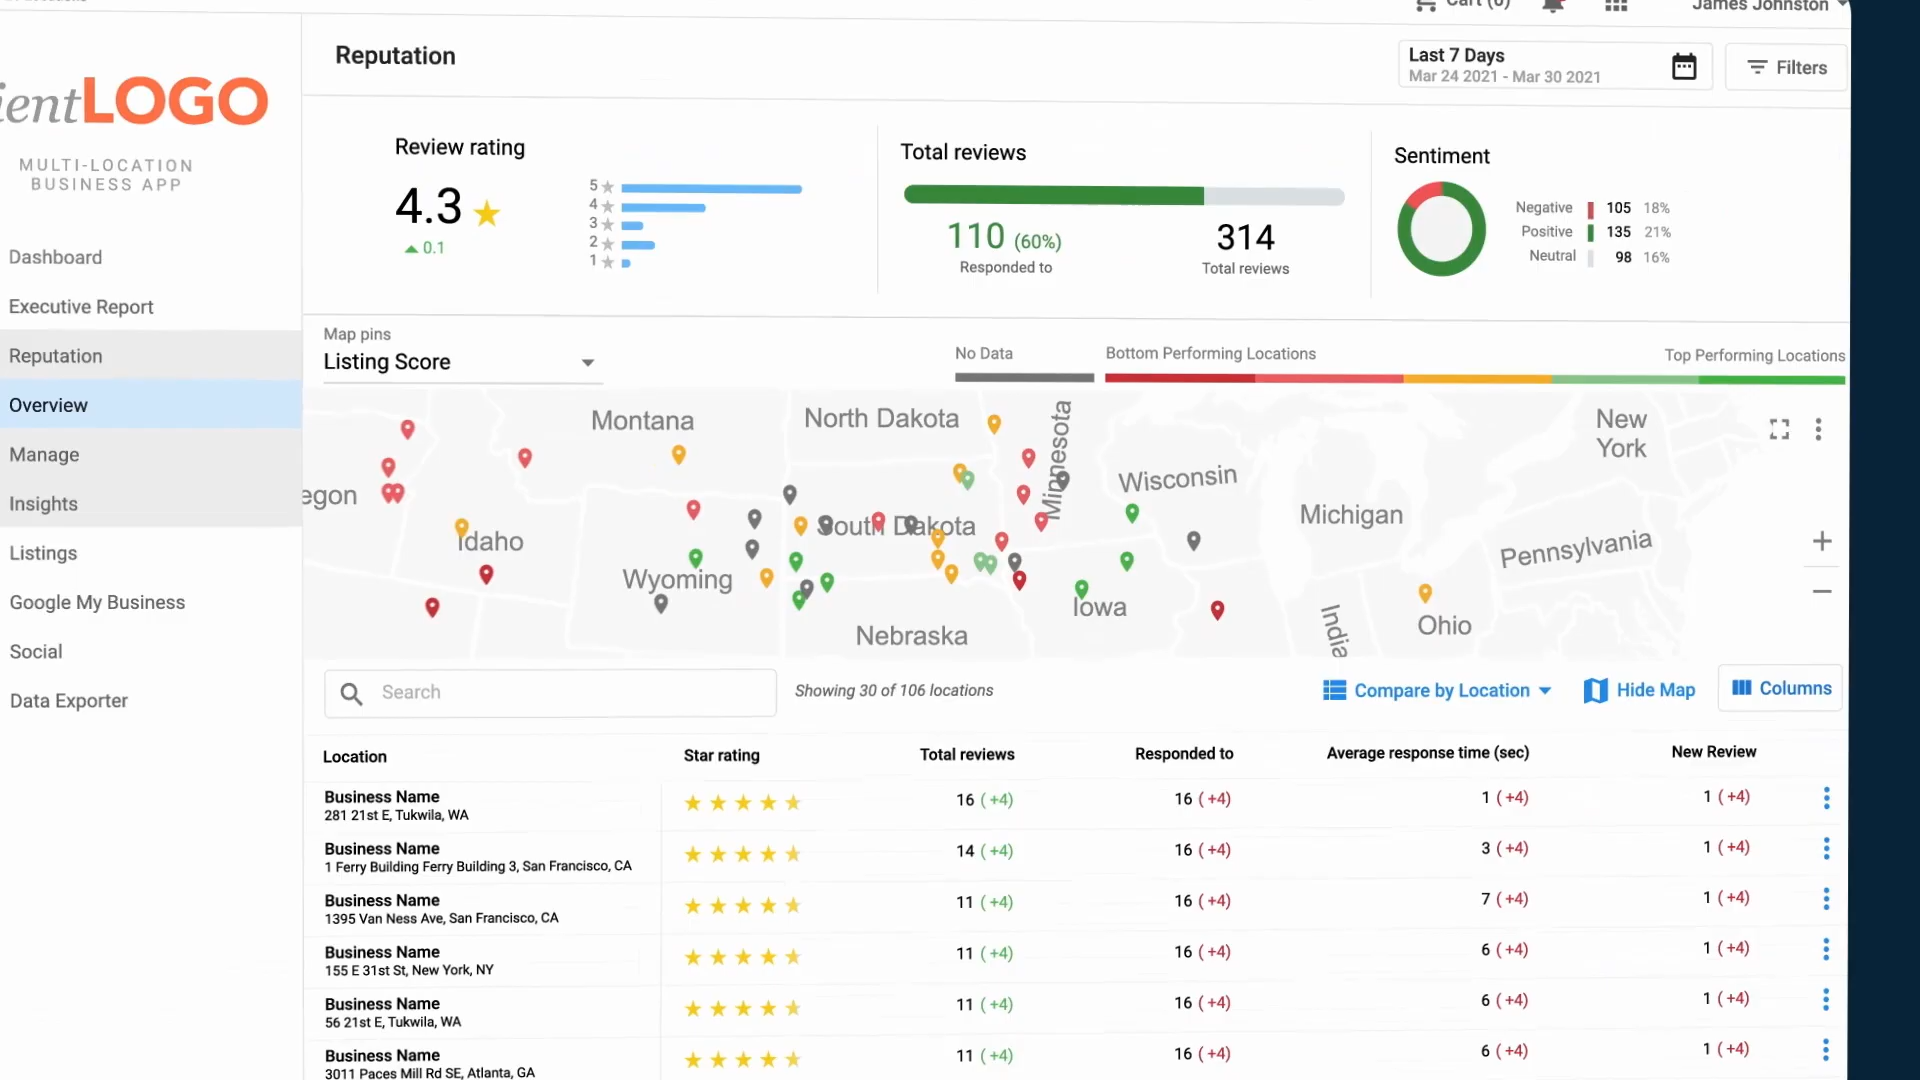 Cart (0)
James Johnston
ientLOGO
MULTI-LOCATION
BUSINESS APP
Dashboard
Executive Report
Reputation
Overview
Manage
Insights
Listings
Google My Business
Social
Data Exporter
Reputation
Last 7 Days
Mar 24 2021 - Mar 30 2021
Filters
Review rating
4.3
0.1
5
4
3
2
1
Total reviews
110 (60%)
Responded to
314
Total reviews
Sentiment
Negative 105 18%
Positive 135 21%
Neutral 98 16%
Map pins
Listing Score
No Data
Bottom Performing Locations
Top Performing Locations
Montana
North Dakota
Minnesota
Wisconsin
New
York
egon
Idaho
South Dakota
Michigan
Pennsylvania
Wyoming
Iowa
Nebraska
India
Ohio
Search
Showing 30 of 106 locations
Compare by Location
Hide Map
Columns
Location Star rating Total reviews Responded to Average response time (sec) New Review
Business Name
281 21st E, Tukwila, WA
16 (+4) 16 (+4) 1 (+4) 1 (+4)
Business Name
1 Ferry Building Ferry Building 3, San Francisco, CA
14 (+4) 16 (+4) 3 (+4) 1 (+4)
Business Name
1395 Van Ness Ave, San Francisco, CA
11 (+4) 16 (+4) 7 (+4) 1 (+4)
Business Name
155 E 31st St, New York, NY
11 (+4) 16 (+4) 6 (+4) 1 (+4)
Business Name
56 21st E, Tukwila, WA
11 (+4) 16 (+4) 6 (+4) 1 (+4)
Business Name
3011 Paces Mill Rd SE, Atlanta, GA
11 (+4) 16 (+4) 6 (+4) 1 (+4)